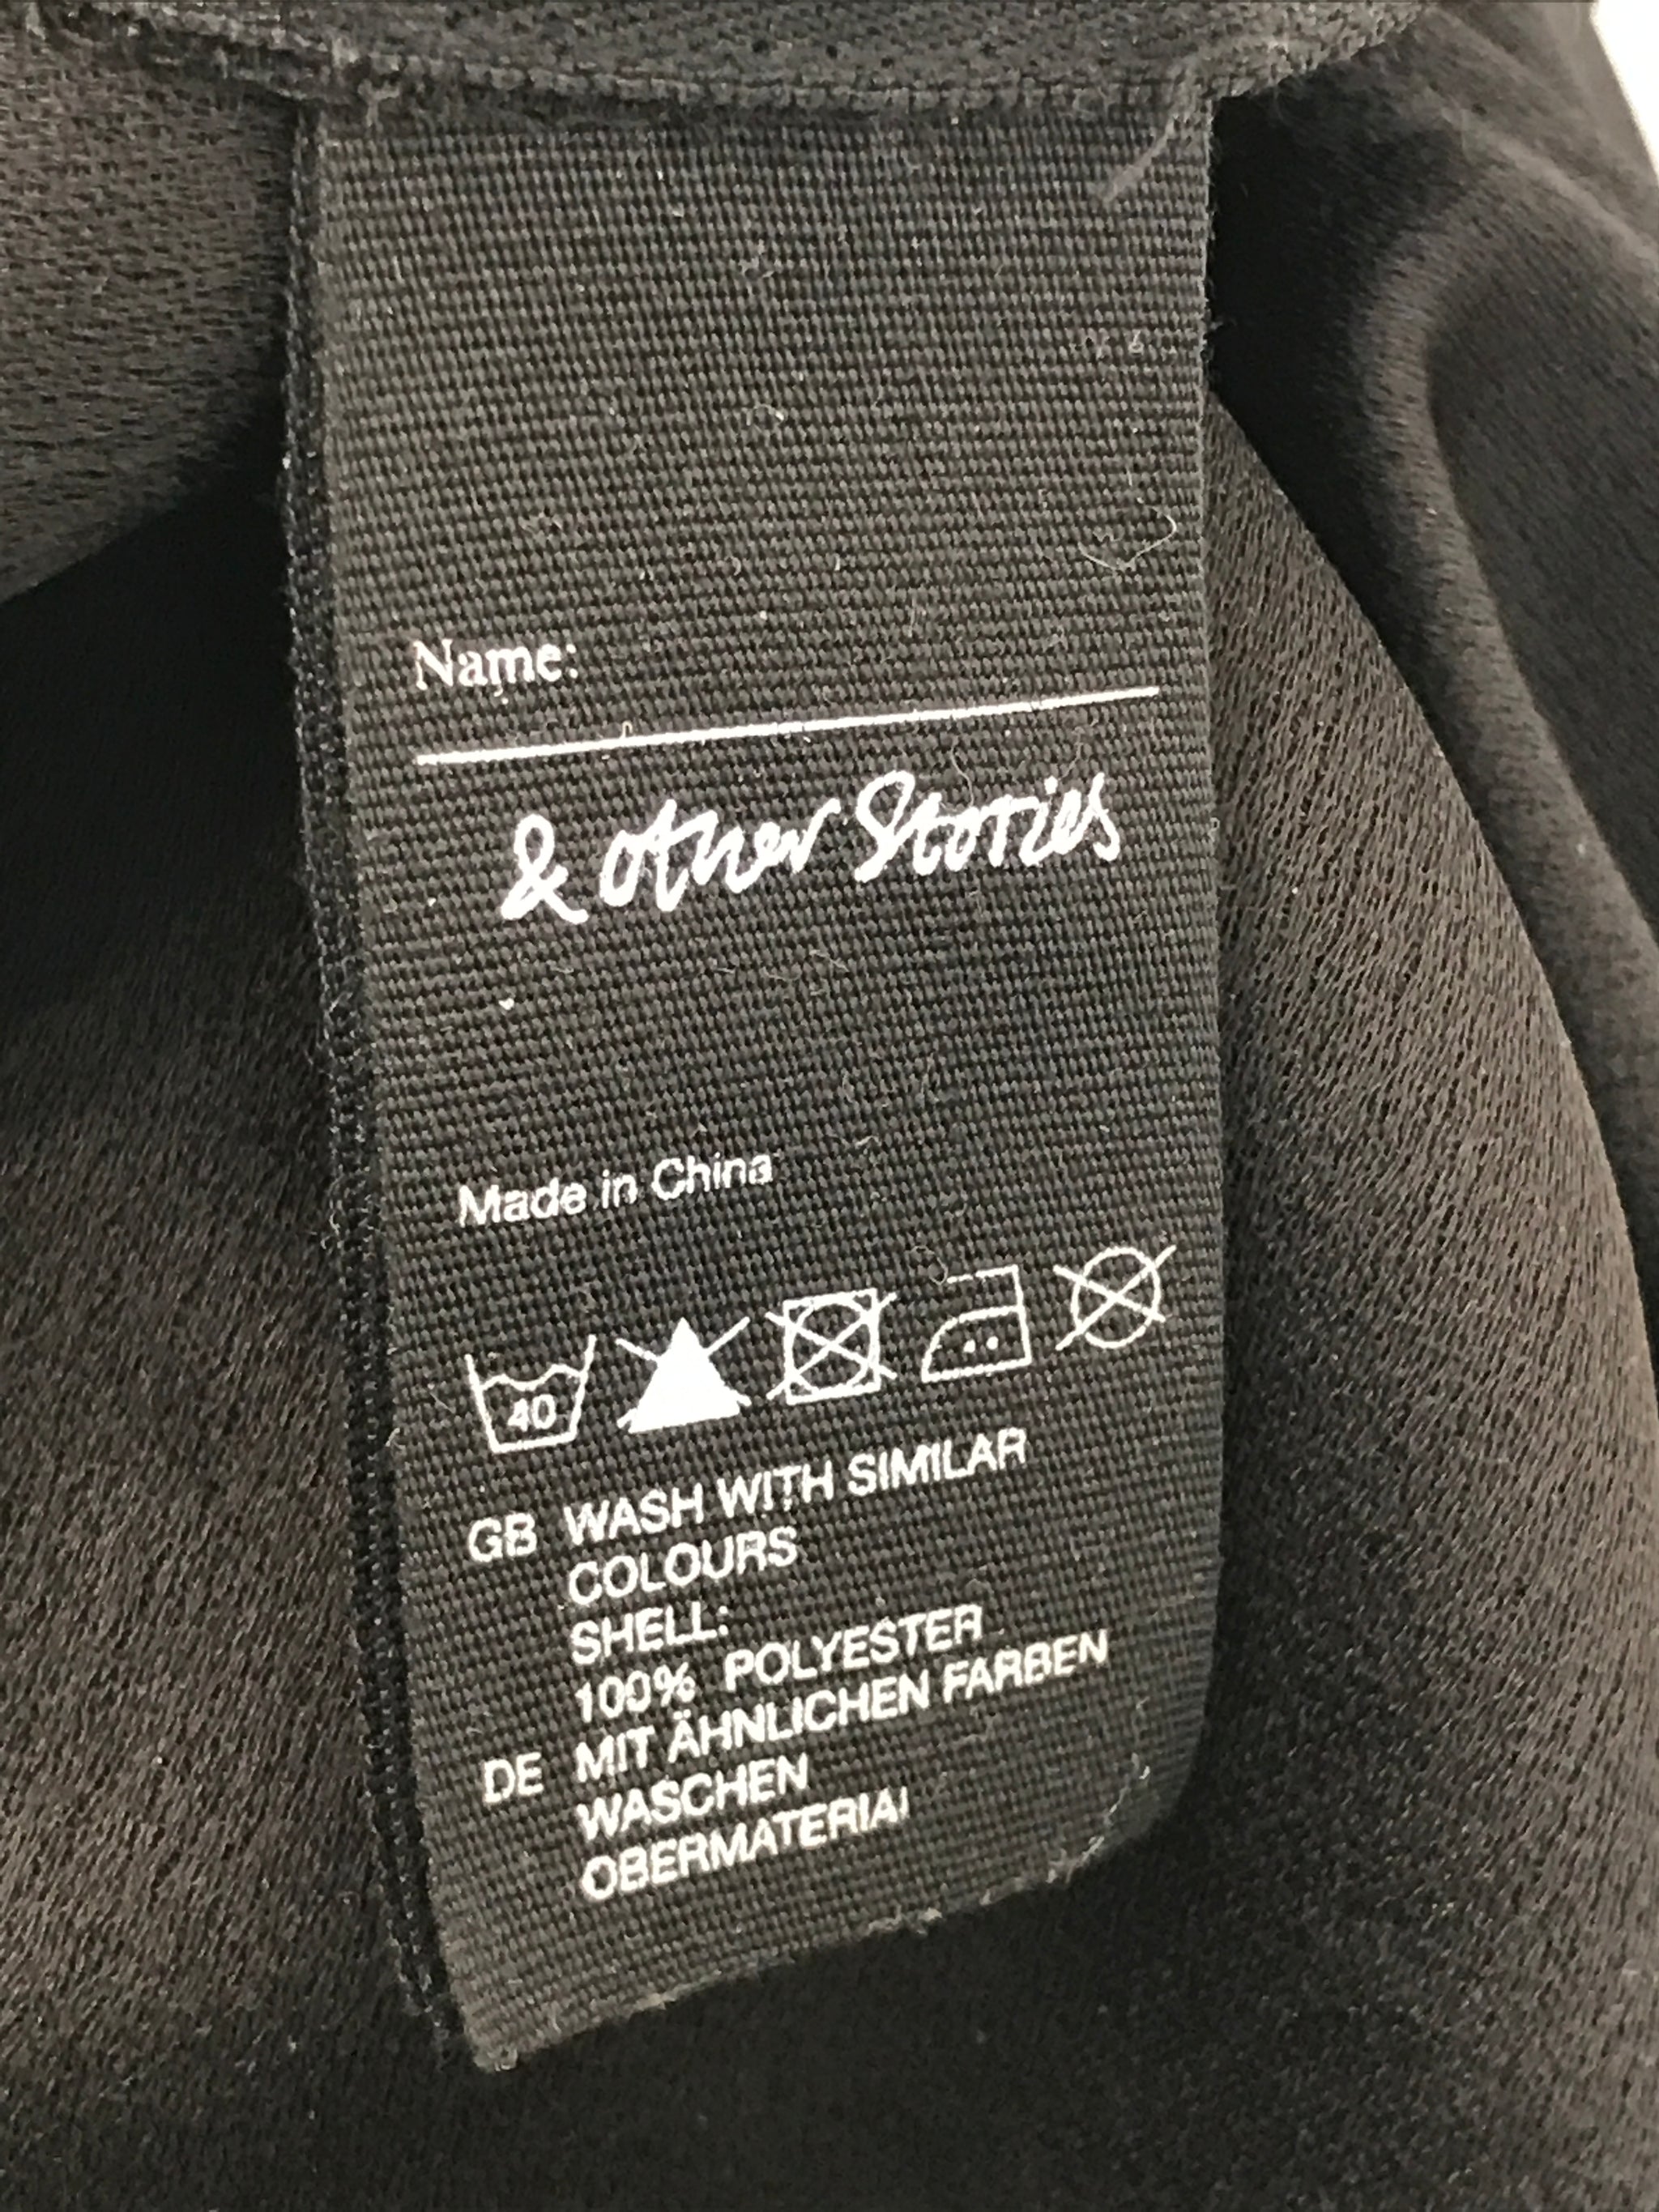 Name:
& other Stories
Made in China
40
GB WASH WITH SIMILAR
COLOURS
SHELL:
100% POLYESTER
DE MIT ÄHNLICHEN FARBEN
WASCHEN
OBERMATERIAL